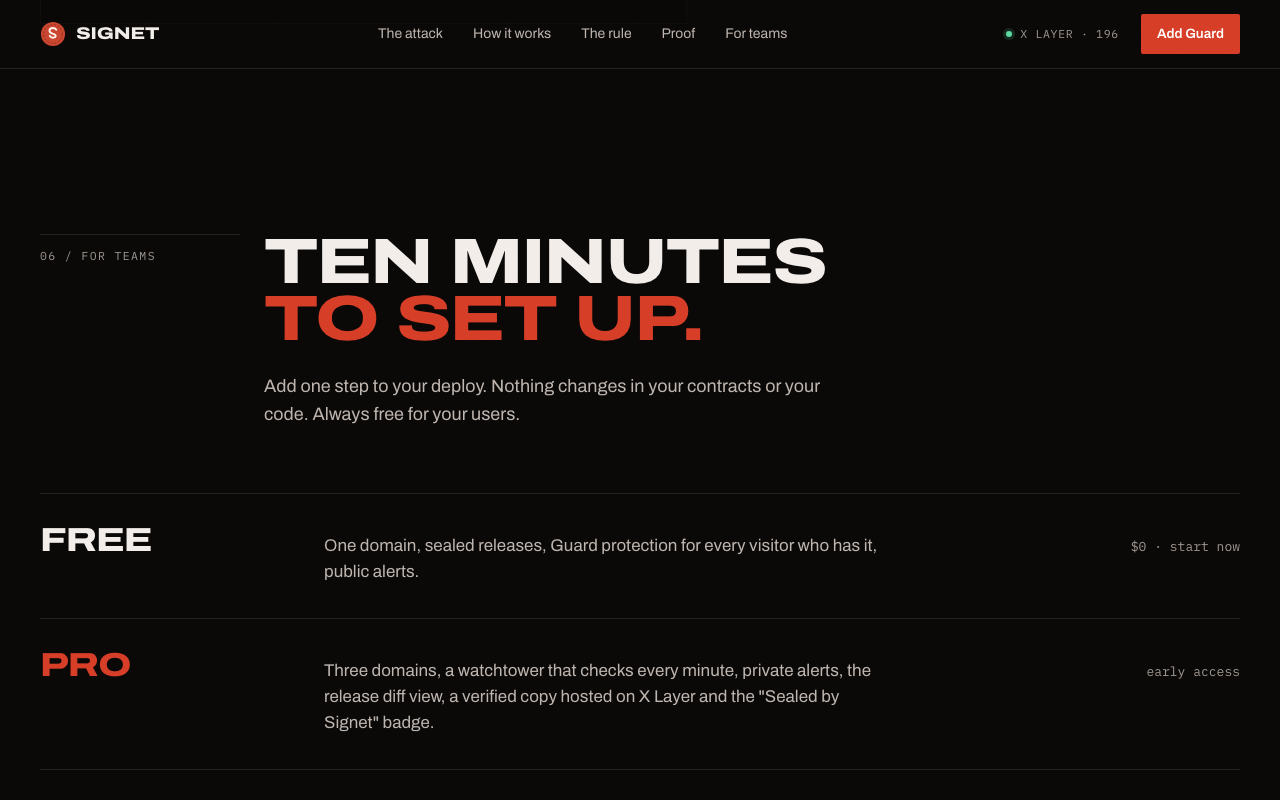 S SIGNET
The attack How it works The rule Proof For teams
X LAYER · 196
Add Guard
06 / FOR TEAMS
TEN MINUTES
TO SET UP.
Add one step to your deploy. Nothing changes in your contracts or your
code. Always free for your users.
FREE
One domain, sealed releases, Guard protection for every visitor who has it,
public alerts.
$0 · start now
PRO
Three domains, a watchtower that checks every minute, private alerts, the
release diff view, a verified copy hosted on X Layer and the "Sealed by
Signet" badge.
early access